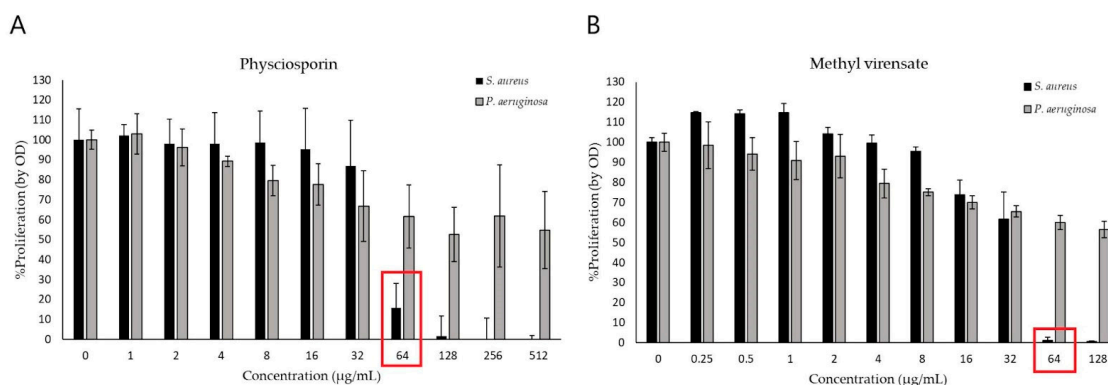 A
Physciosporin
S. aureus
P. aeruginosa
%Proliferation (by OD)
130
120
110
100
90
80
70
60
50
40
30
20
10
0
0 1 2 4 8 16 32 64 128 256 512
Concentration (µg/mL)
B
Methyl virensate
S. aureus
P. aeruginosa
%Proliferation (by OD)
130
120
110
100
90
80
70
60
50
40
30
20
10
0
0 0.25 0.5 1 2 4 8 16 32 64 128
Concentration (µg/mL)